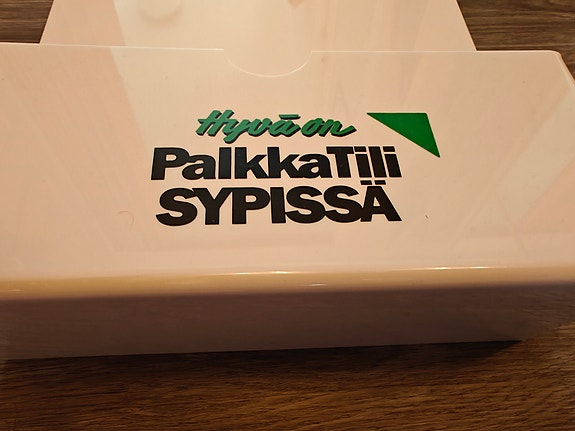 Hyvä on
PalkkaTili
SYPISSÄ